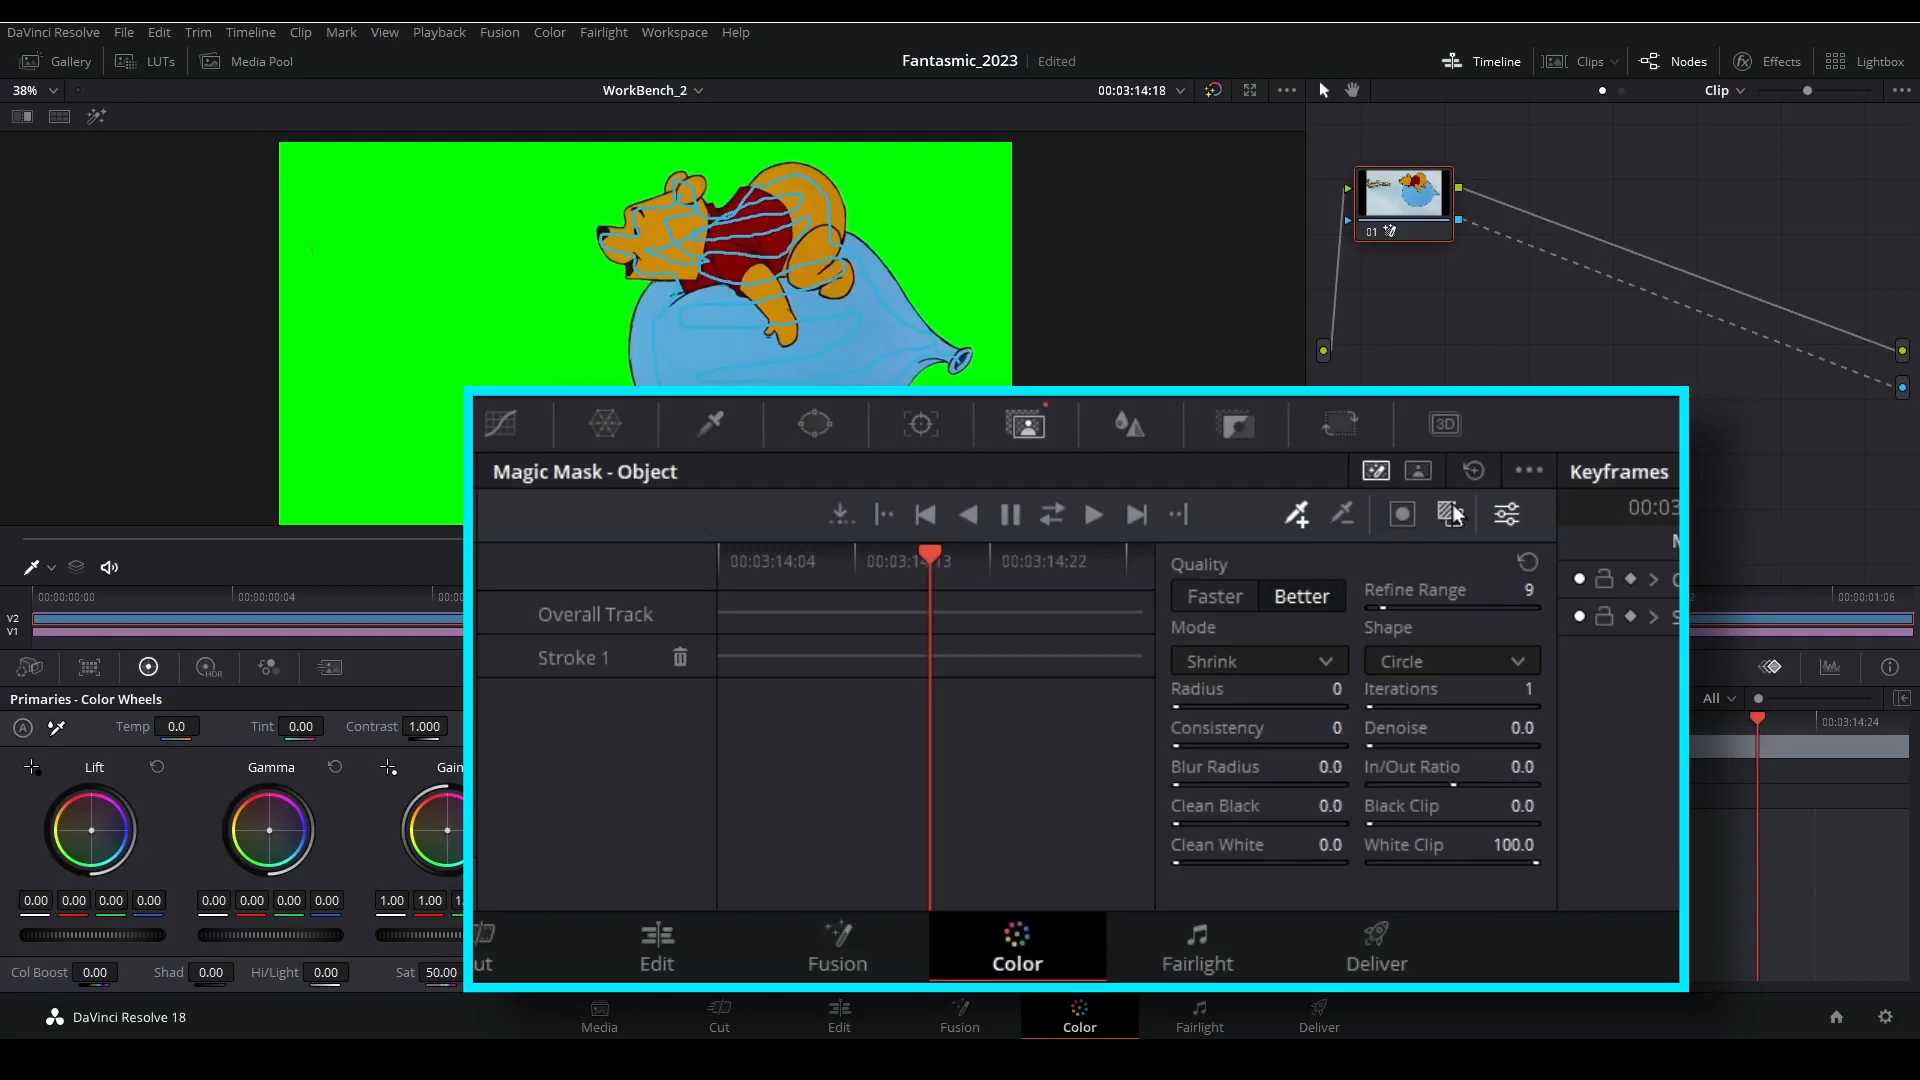 DaVinci Resolve File Edit Trim Timeline Clip Mark View Playback Fusion Color Fairlight Workspace Help
Gallery LUTs Media Pool Fantasmic_2023 Edited Timeline Clips Nodes Effects Lightbox
38% WorkBench_2 00:03:14:18 Clip
01
Magic Mask - Object Keyframes
00:03:14:04 00:03:14:22
Overall Track
Stroke 1
Quality
Faster Better Refine Range 9
Mode Shape
Shrink Circle
Radius 0 Iterations 1
Consistency 0 Denoise 0.0
Blur Radius 0.0 In/Out Ratio 0.0
Clean Black 0.0 Black Clip 0.0
Clean White 0.0 White Clip 100.0
ut Edit Fusion Color Fairlight Deliver
3D
00:03
00:00:00:00 00:00:00:04 00:00:01:06
V2
V1
HDR
Primaries - Color Wheels All
A Temp 0.0 Tint 0.00 Contrast 1.000 00:03:14:24
Lift Gamma Gain
0.00 0.00 0.00 0.00 0.00 0.00 0.00 0.00 1.00 1.00
Col Boost 0.00 Shad 0.00 Hi/Light 0.00 Sat 50.00
DaVinci Resolve 18 Media Cut Edit Fusion Color Fairlight Deliver